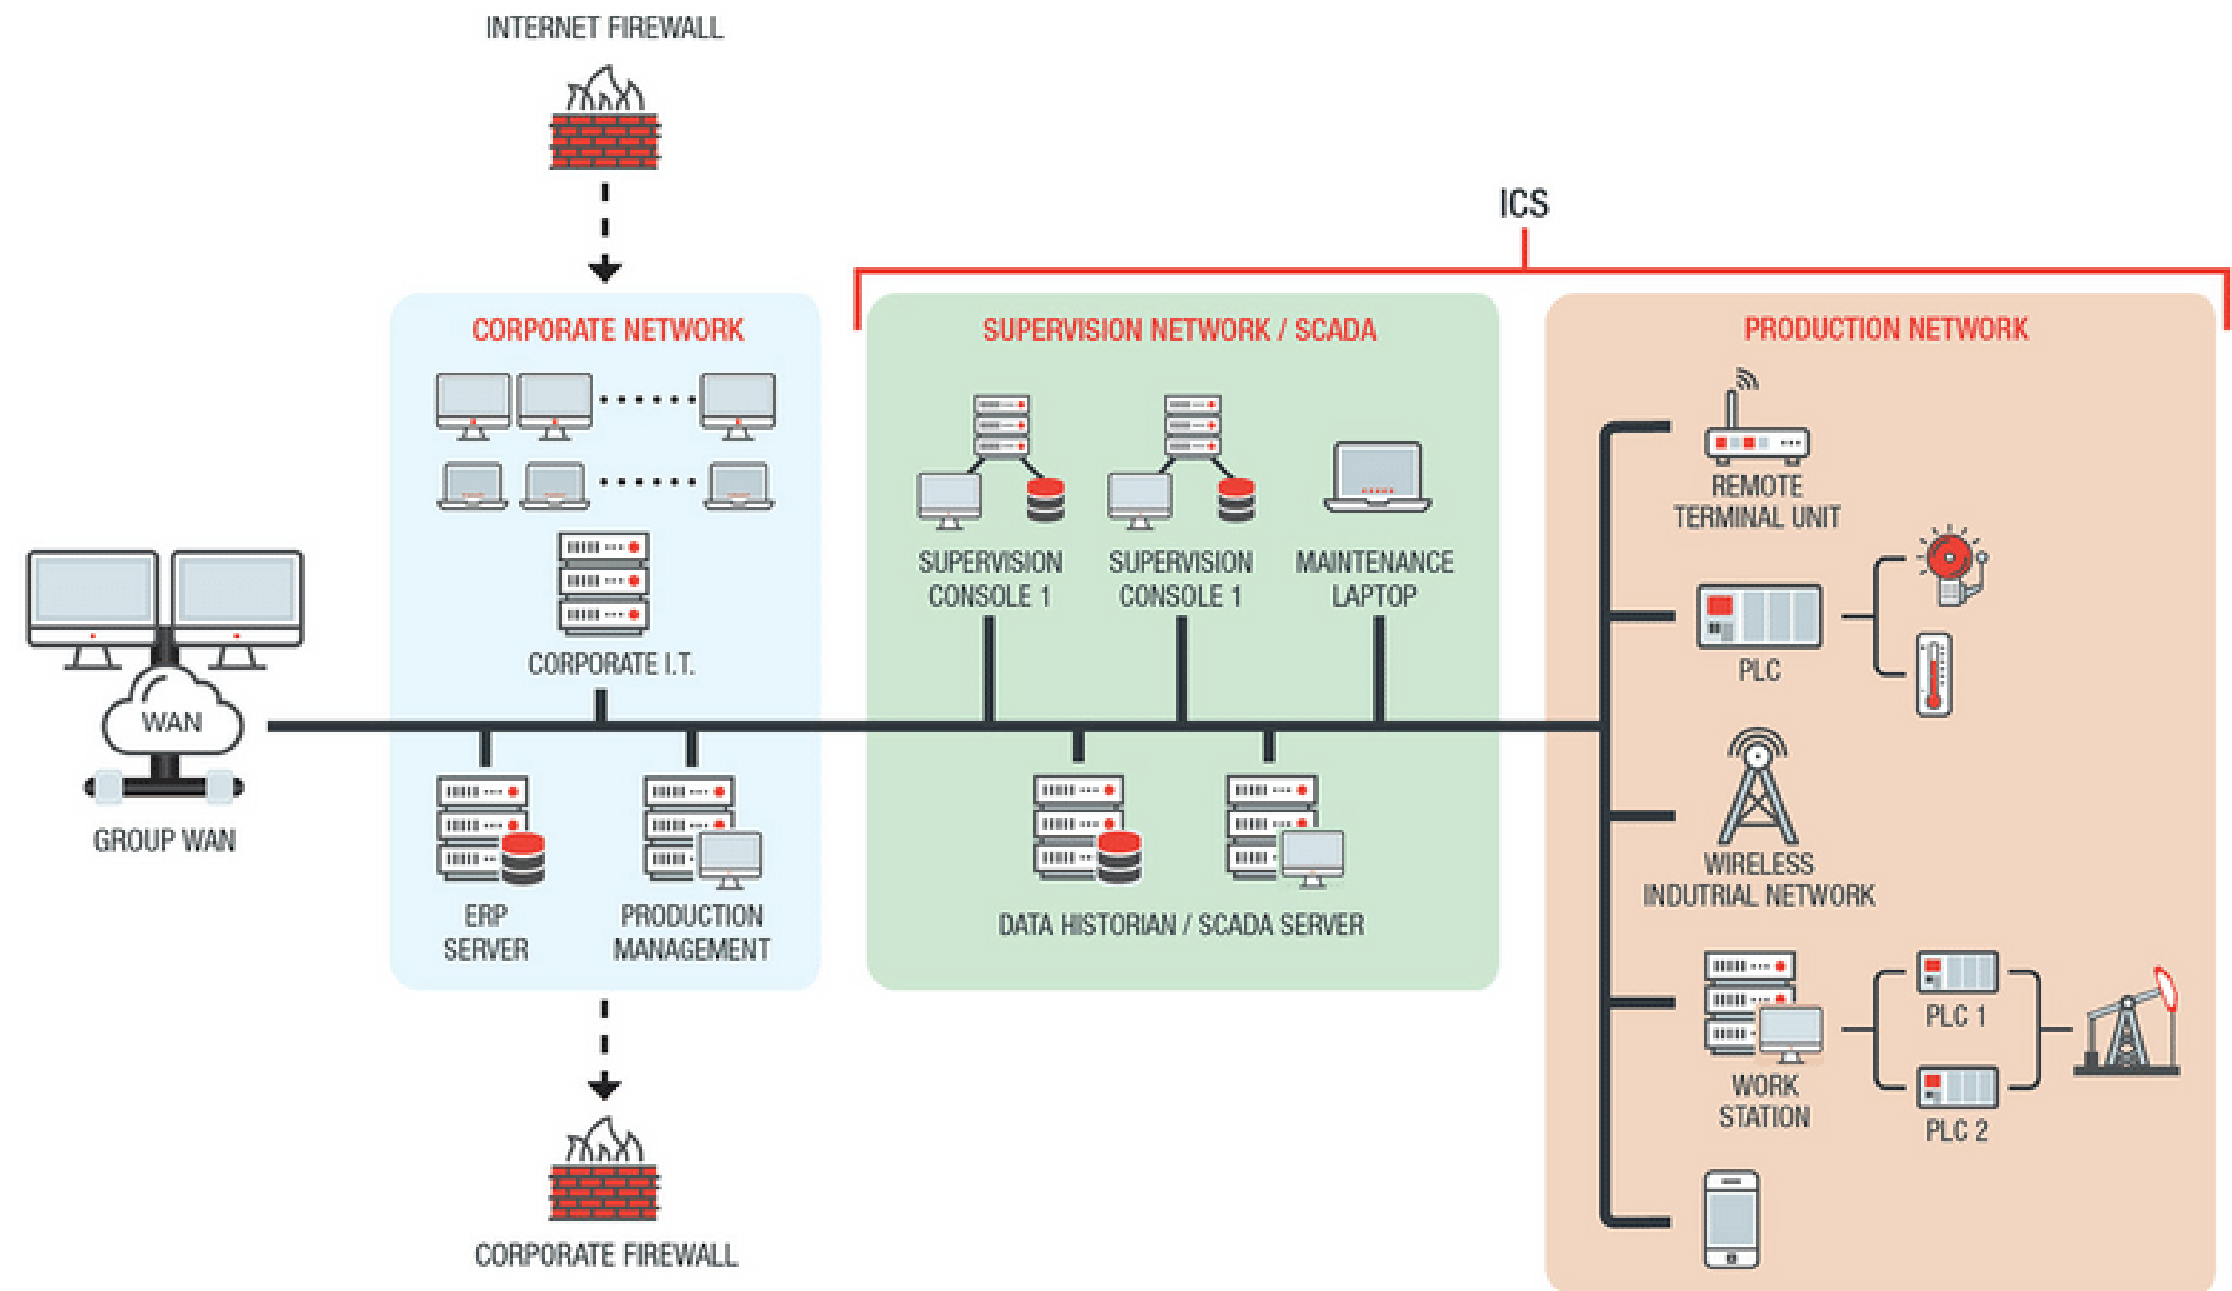 INTERNET FIREWALL
ICS
CORPORATE NETWORK
CORPORATE I.T.
WAN
GROUP WAN
ERP
SERVER
PRODUCTION
MANAGEMENT
CORPORATE FIREWALL
SUPERVISION NETWORK / SCADA
SUPERVISION
CONSOLE 1
SUPERVISION
CONSOLE 1
MAINTENANCE
LAPTOP
DATA HISTORIAN / SCADA SERVER
PRODUCTION NETWORK
REMOTE
TERMINAL UNIT
PLC
WIRELESS
INDUTRIAL NETWORK
WORK
STATION
PLC 1
PLC 2